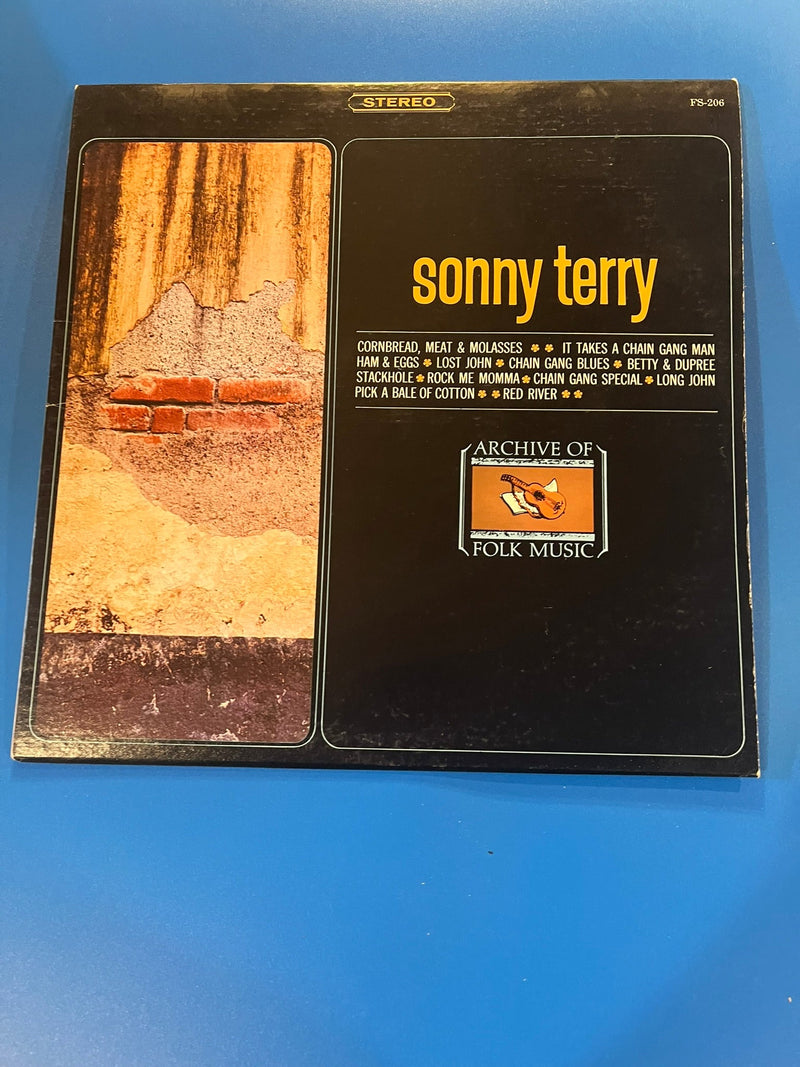 STEREO
FS-206
sonny terry
CORNBREAD, MEAT & MOLASSES IT TAKES A CHAIN GANG MAN
HAM & EGGS LOST JOHN CHAIN GANG BLUES BETTY & DUPREE
STACKHOLE ROCK ME MOMMA CHAIN GANG SPECIAL LONG JOHN
PICK A BALE OF COTTON RED RIVER
ARCHIVE OF
FOLK MUSIC